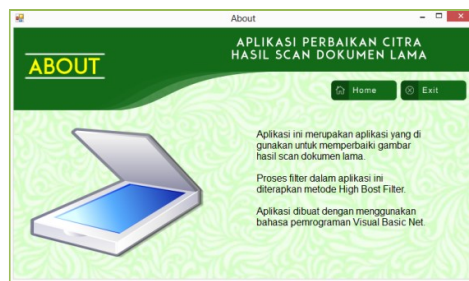 About
ABOUT
APLIKASI PERBAIKAN CITRA
HASIL SCAN DOKUMEN LAMA
Home
Exit
Aplikasi ini merupakan aplikasi yang di
gunakan untuk memperbaiki gambar
hasil scan dokumen lama.
Proses filter dalam aplikasi ini
diterapkan metode High Bost Filter.
Aplikasi dibuat dengan menggunakan
bahasa pemrograman Visual Basic Net.